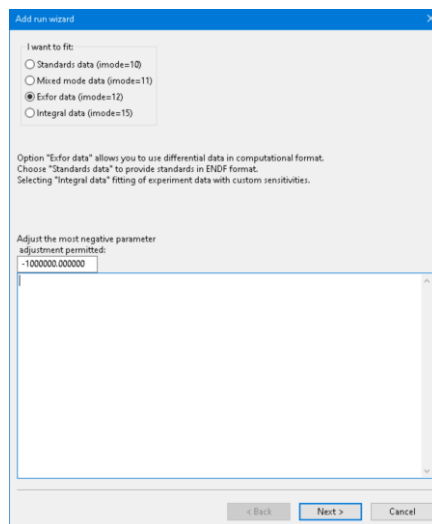 Add run wizard
I want to fit:
Standards data (imode=10)
Mixed mode data (imode=11)
Exfor data (imode=12)
Integral data (imode=15)
Option "Exfor data" allows you to use differential data in computational format.
Choose "Standards data" to provide standards in ENDF format.
Selecting "Integral data" fitting of experiment data with custom sensitivities.
Adjust the most negative parameter
adjustment permitted:
-1000000.000000
< Back Next > Cancel